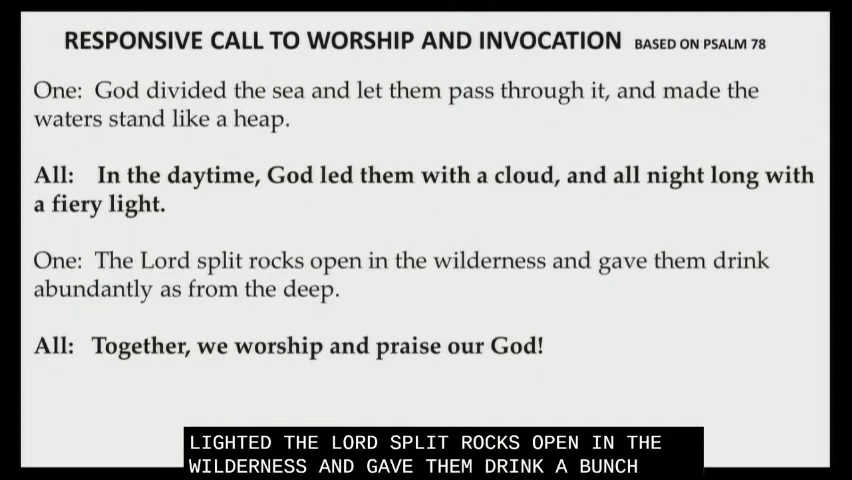 RESPONSIVE CALL TO WORSHIP AND INVOCATION BASED ON PSALM 78
One: God divided the sea and let them pass through it, and made the
waters stand like a heap.
All: In the daytime, God led them with a cloud, and all night long with
a fiery light.
One: The Lord split rocks open in the wilderness and gave them drink
abundantly as from the deep.
All: Together, we worship and praise our God!
LIGHTED THE LORD SPLIT ROCKS OPEN IN THE
WILDERNESS AND GAVE THEM DRINK A BUNCH